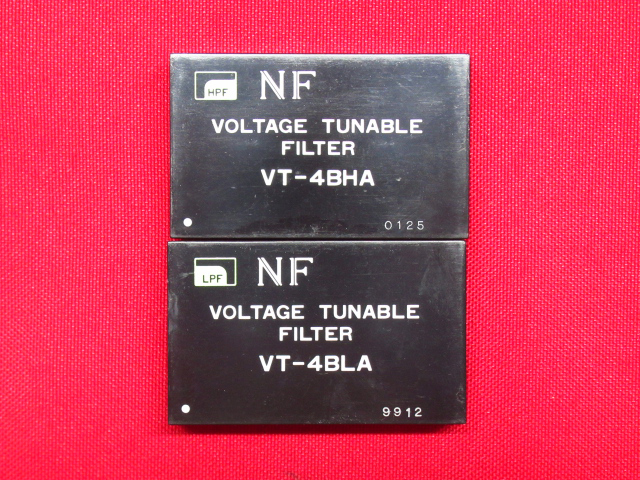 HPF NF
VOLTAGE TUNABLE
FILTER
VT-4BHA
0125
LPF NF
VOLTAGE TUNABLE
FILTER
VT-4BLA
9912